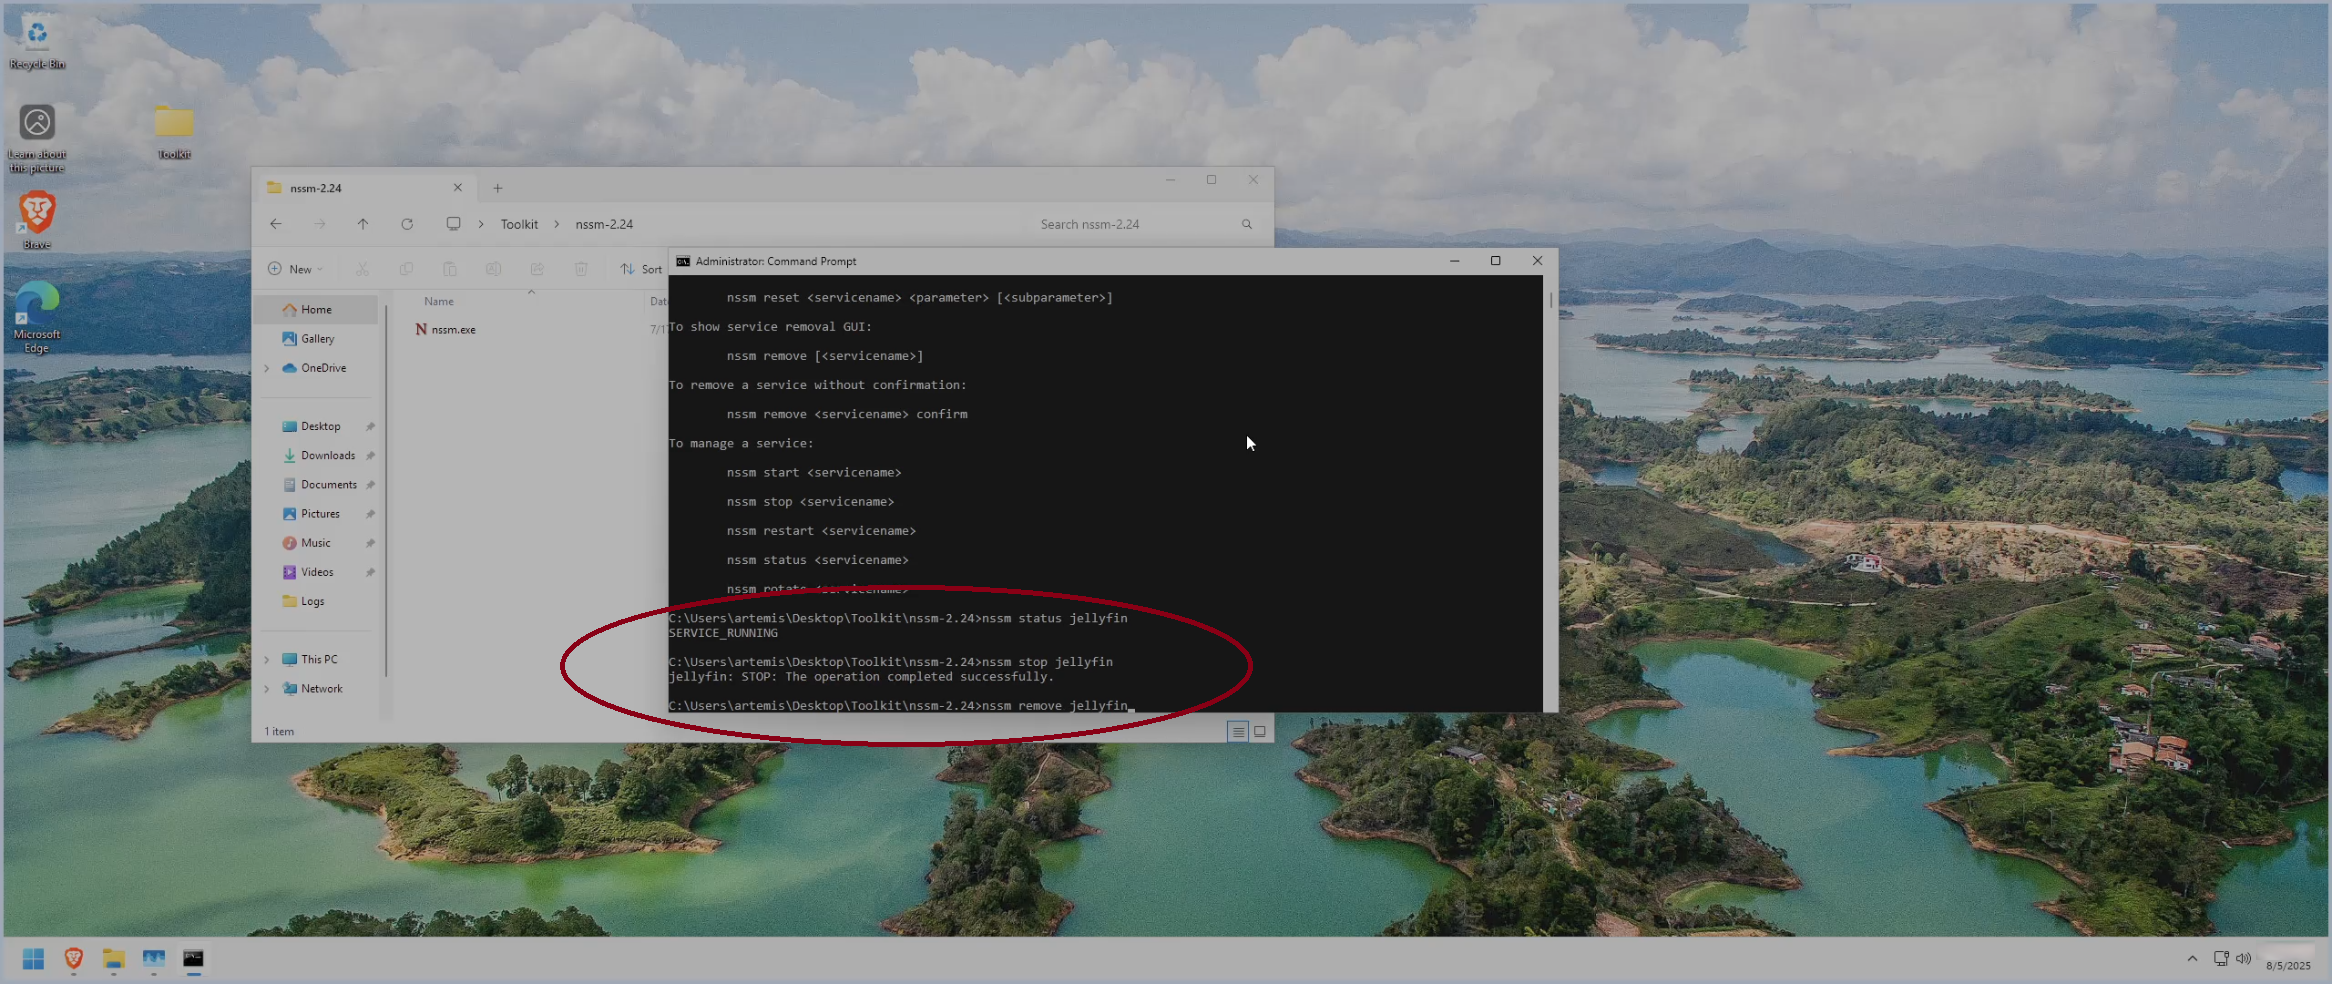 Recycle Bin
Learn about
this picture
Toolkit
Brave
Microsoft
Edge
nssm-2.24
Toolkit
nssm-2.24
Search nssm-2.24
New
Sort
Home
Gallery
OneDrive
Desktop
Downloads
Documents
Pictures
Music
Videos
Logs
This PC
Network
Name
nssm.exe
1 item
Administrator: Command Prompt
nssm reset <servicename> <parameter> [<subparameter>]
To show service removal GUI:
nssm remove [<servicename>]
To remove a service without confirmation:
nssm remove <servicename> confirm
To manage a service:
nssm start <servicename>
nssm stop <servicename>
nssm restart <servicename>
nssm status <servicename>
nssm rotate <servicename>
C:\Users\artemis\Desktop\Toolkit\nssm-2.24>nssm status jellyfin
SERVICE_RUNNING
C:\Users\artemis\Desktop\Toolkit\nssm-2.24>nssm stop jellyfin
jellyfin: STOP: The operation completed successfully.
C:\Users\artemis\Desktop\Toolkit\nssm-2.24>nssm remove jellyfin_
8/5/2025